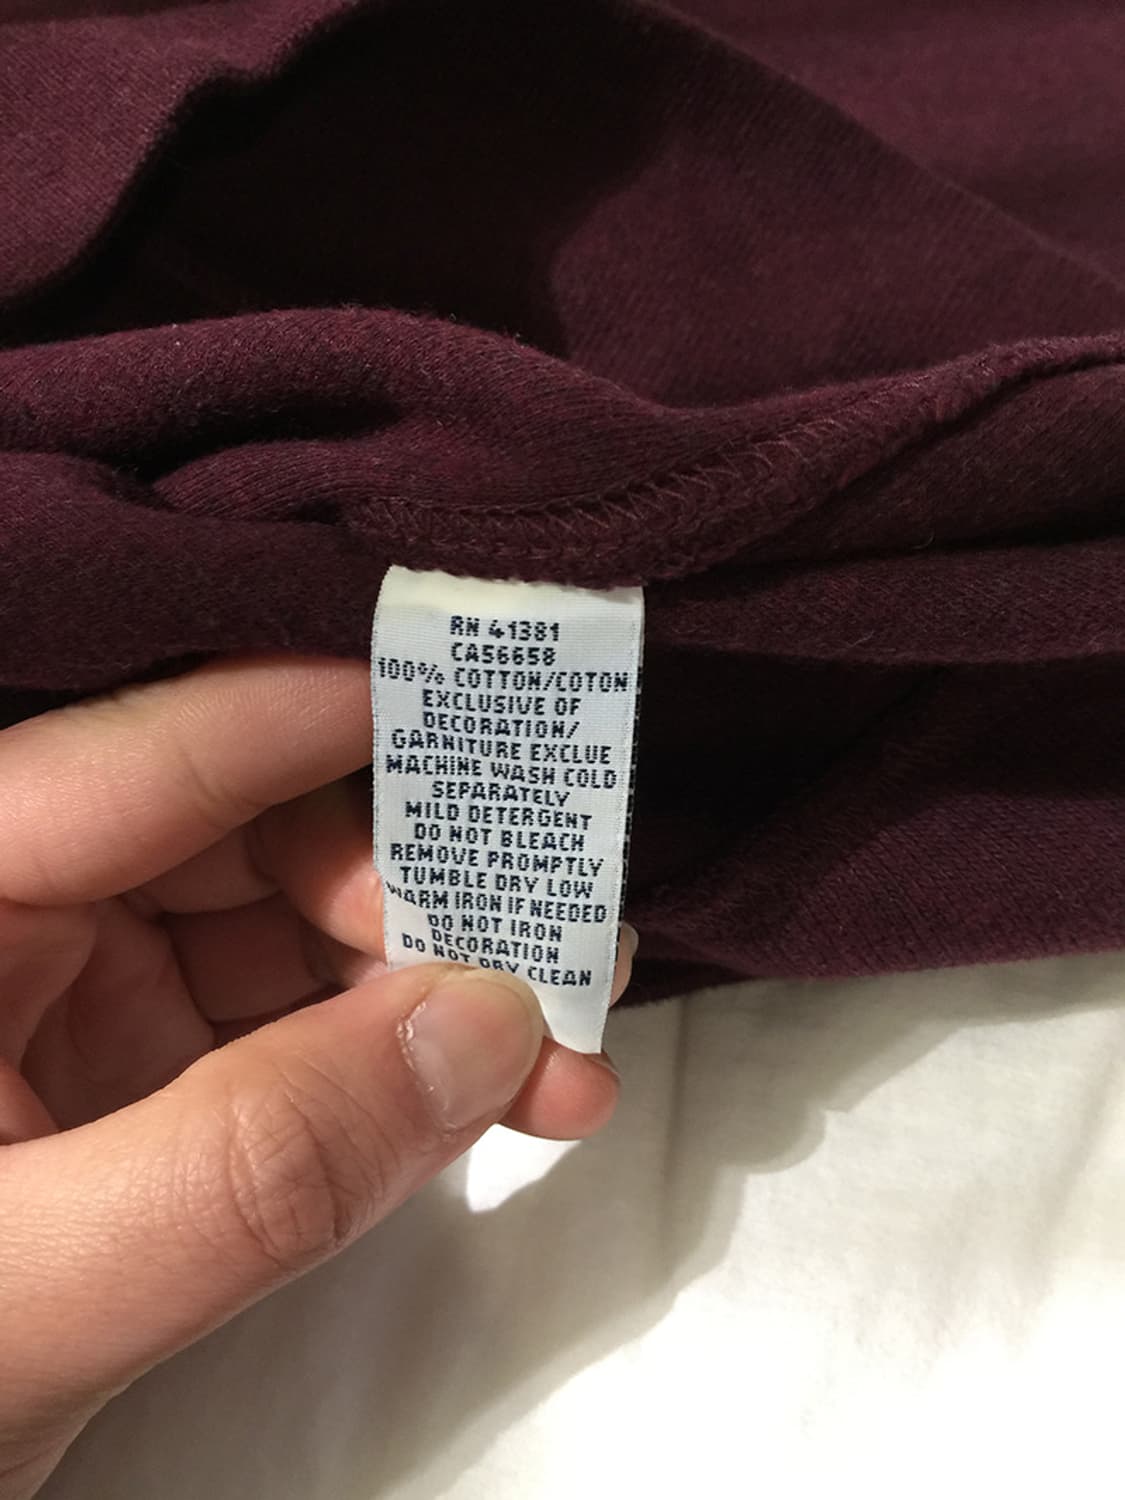 RN 41381
CA56658
100% COTTON/COTON
EXCLUSIVE OF
DECORATION/
GARNITURE EXCLUE
MACHINE WASH COLD
SEPARATELY
MILD DETERGENT
DO NOT BLEACH
REMOVE PROMPTLY
TUMBLE DRY LOW
WARM IRON IF NEEDED
DO NOT IRON
DECORATION
DO NOT DRY CLEAN